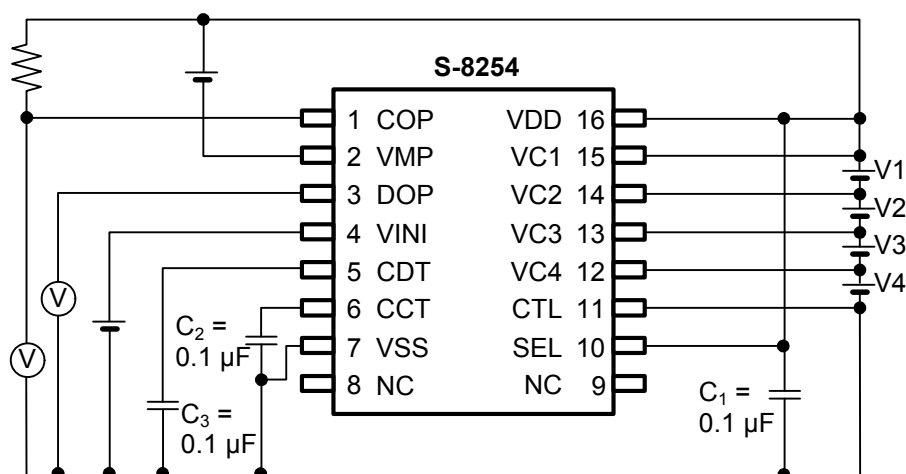 S-8254
1 COP VDD 16
2 VMP VC1 15
3 DOP VC2 14
4 VINI VC3 13
5 CDT VC4 12
6 CCT CTL 11
7 VSS SEL 10
8 NC NC 9
V1
V2
V3
V4
V
V
C₂ =
0.1 µF
C₃ =
0.1 µF
C₁ =
0.1 µF